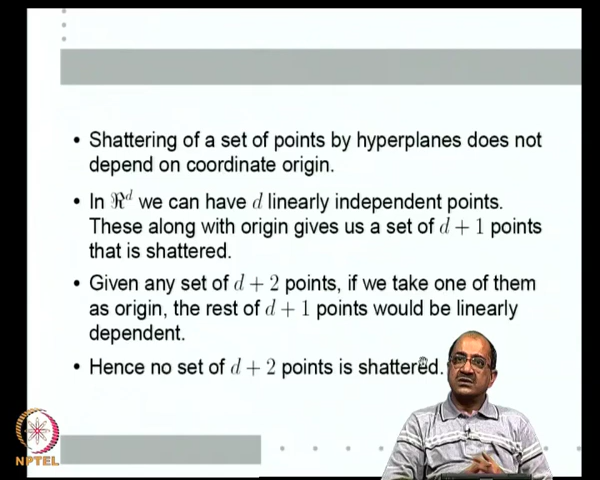 • Shattering of a set of points by hyperplanes does not
depend on coordinate origin.
• In ℜ^d we can have d linearly independent points.
These along with origin gives us a set of d + 1 points
that is shattered.
• Given any set of d + 2 points, if we take one of them
as origin, the rest of d + 1 points would be linearly
dependent.
• Hence no set of d + 2 points is shattered.
NPTEL